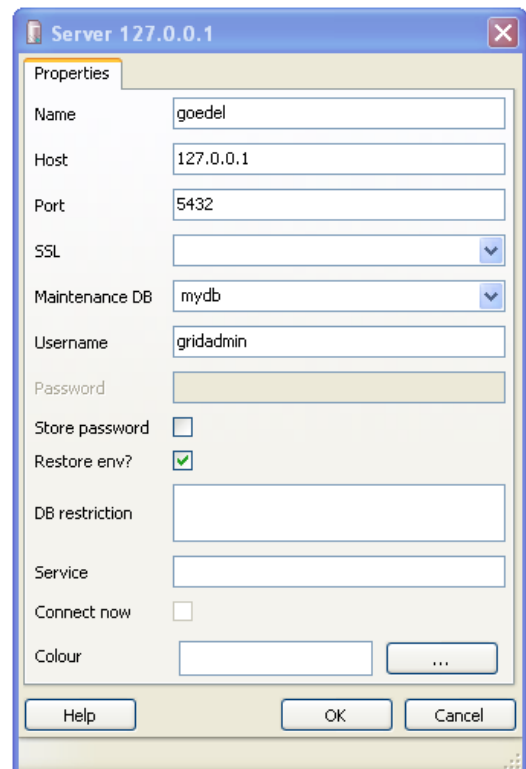 Server 127.0.0.1
Properties
Name goedel
Host 127.0.0.1
Port 5432
SSL
Maintenance DB mydb
Username gridadmin
Password
Store password
Restore env?
DB restriction
Service
Connect now
Colour ...
Help OK Cancel